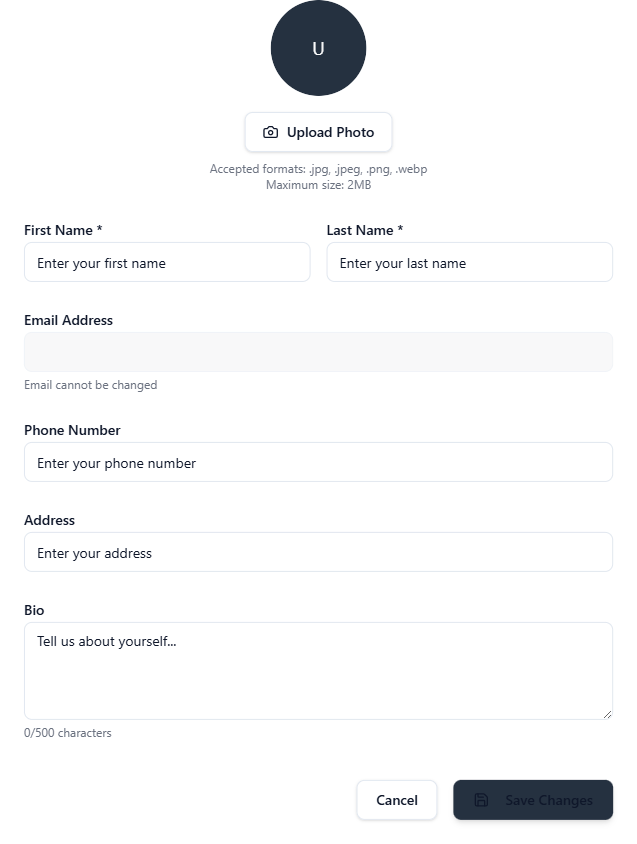 U
Upload Photo
Accepted formats: .jpg, .jpeg, .png, .webp
Maximum size: 2MB
First Name *
Last Name *
Enter your first name
Enter your last name
Email Address
Email cannot be changed
Phone Number
Enter your phone number
Address
Enter your address
Bio
Tell us about yourself...
0/500 characters
Cancel
Save Changes